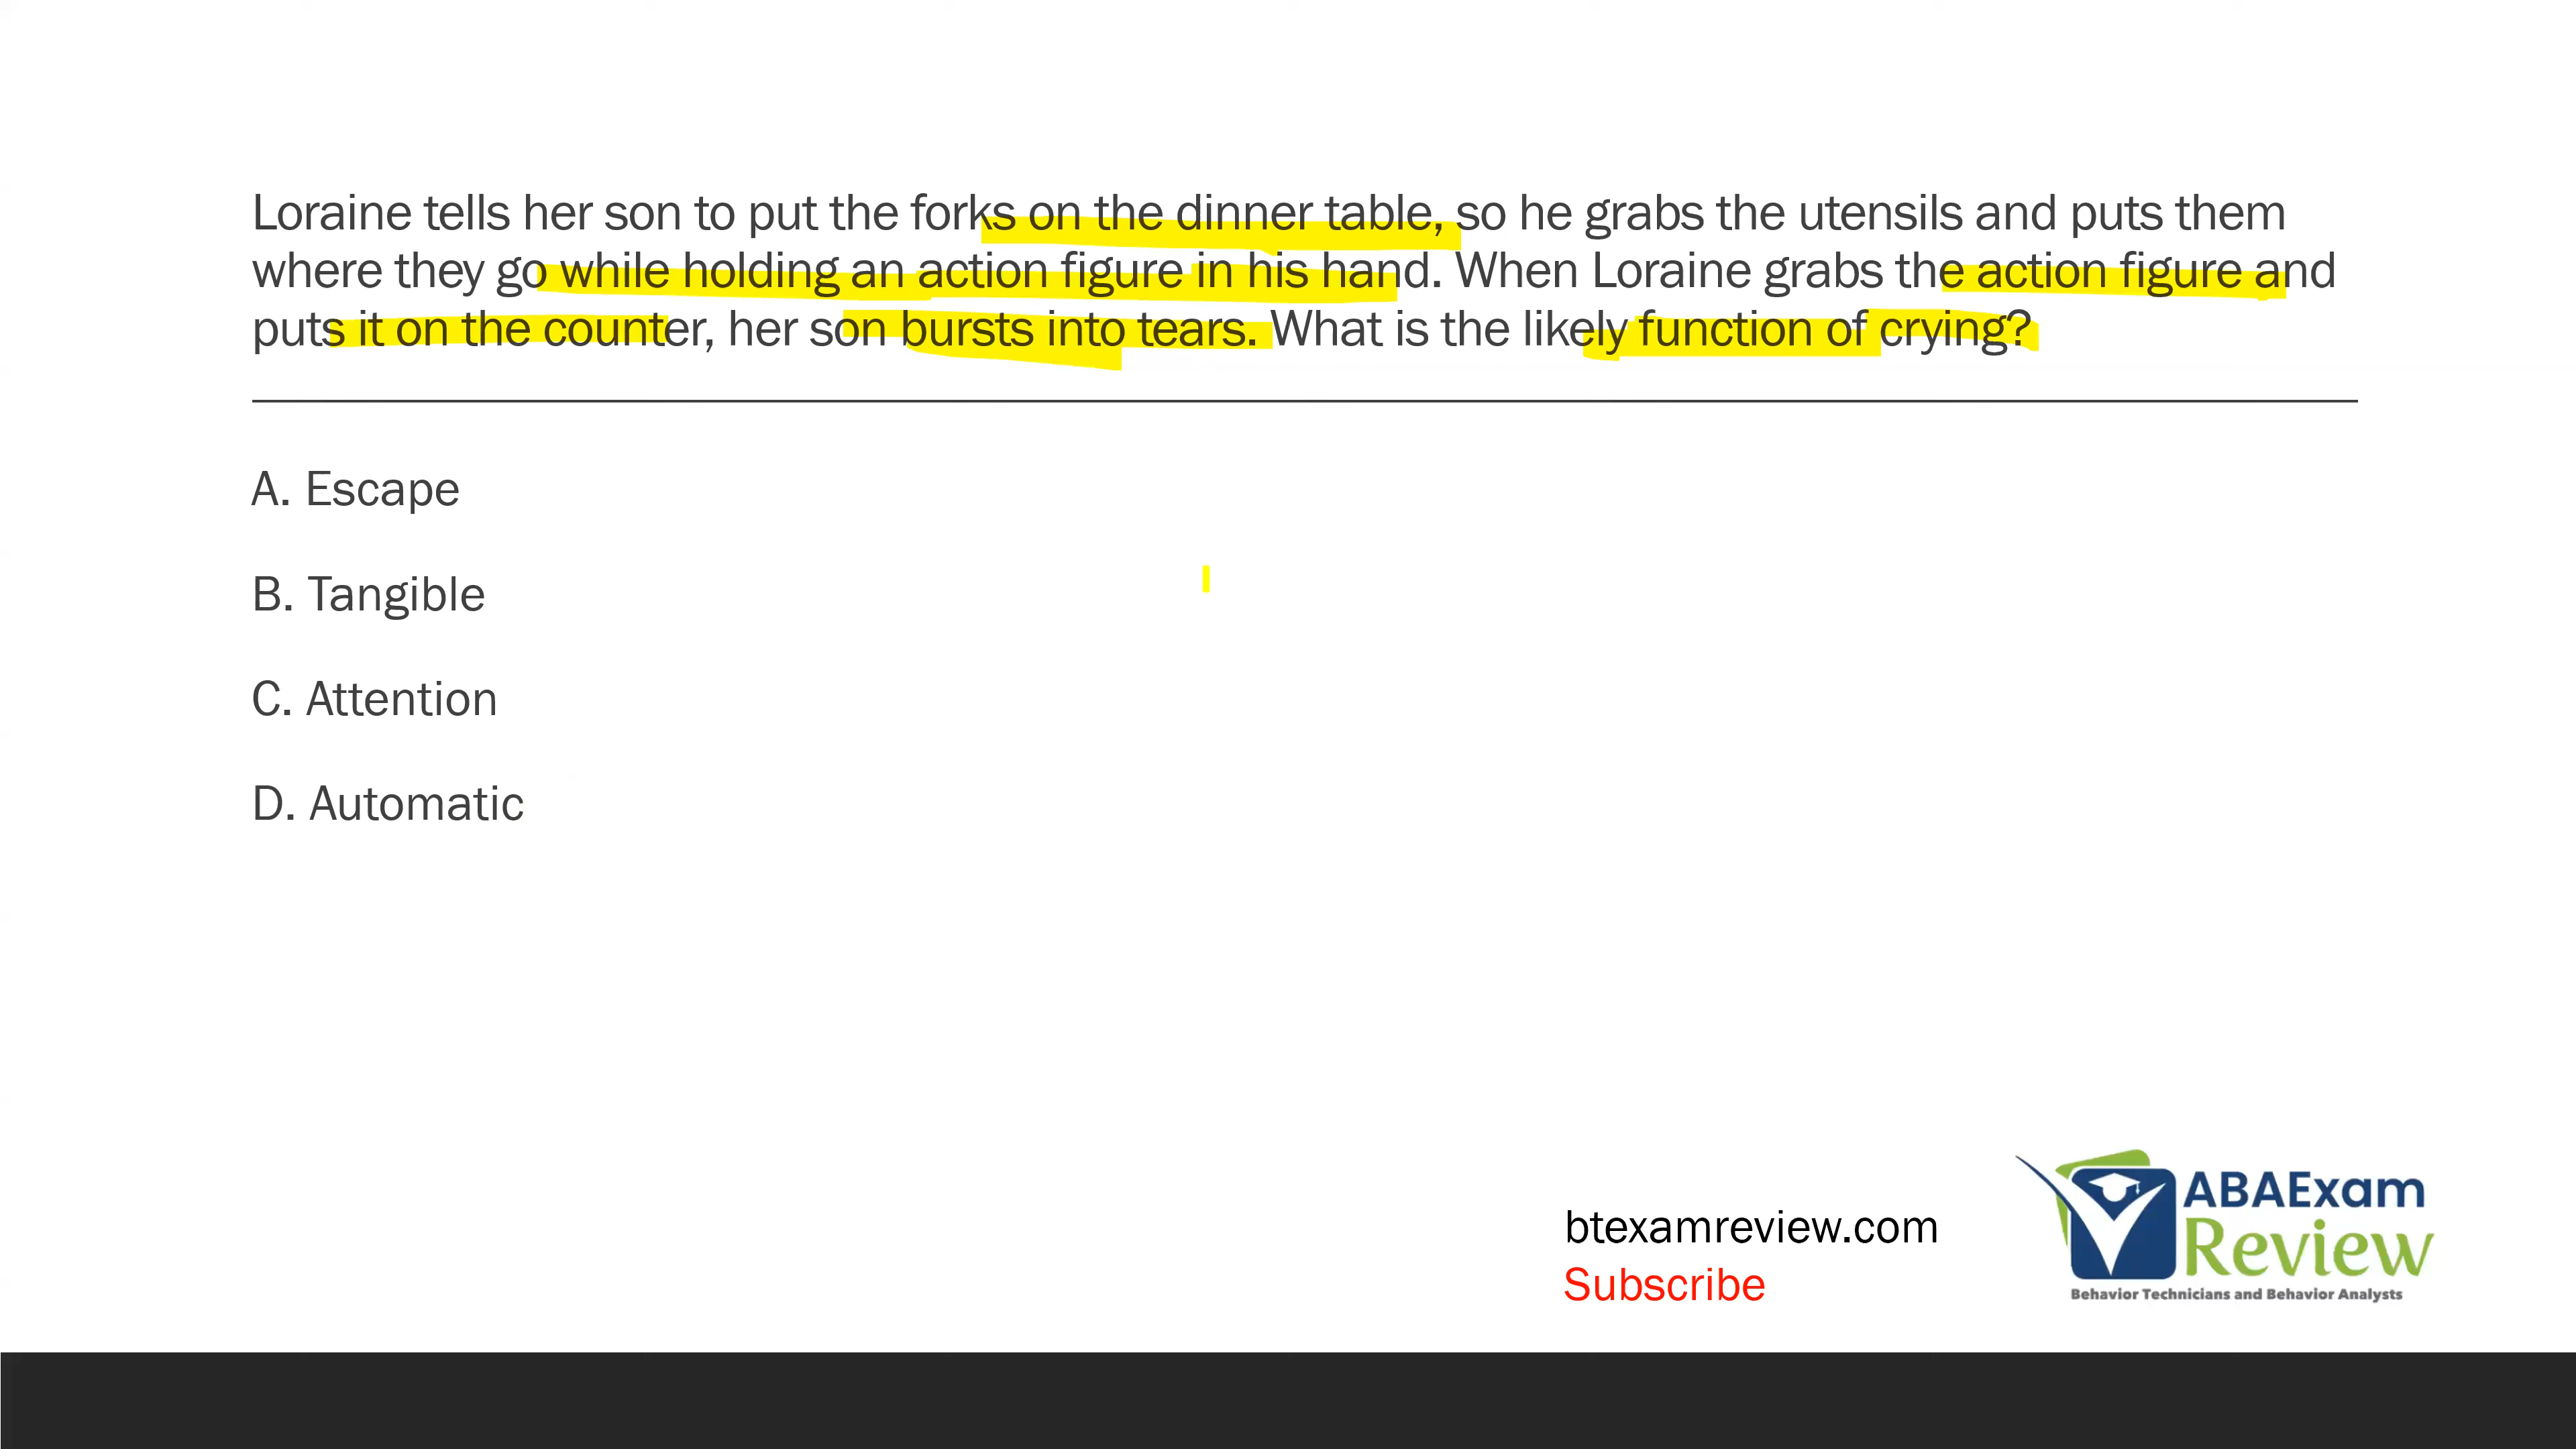 Loraine tells her son to put the forks on the dinner table, so he grabs the utensils and puts them
where they go while holding an action figure in his hand. When Loraine grabs the action figure and
puts it on the counter, her son bursts into tears. What is the likely function of crying?
A. Escape
B. Tangible
C. Attention
D. Automatic
btexamreview.com
Subscribe
ABAExam
Review
Behavior Technicians and Behavior Analysts